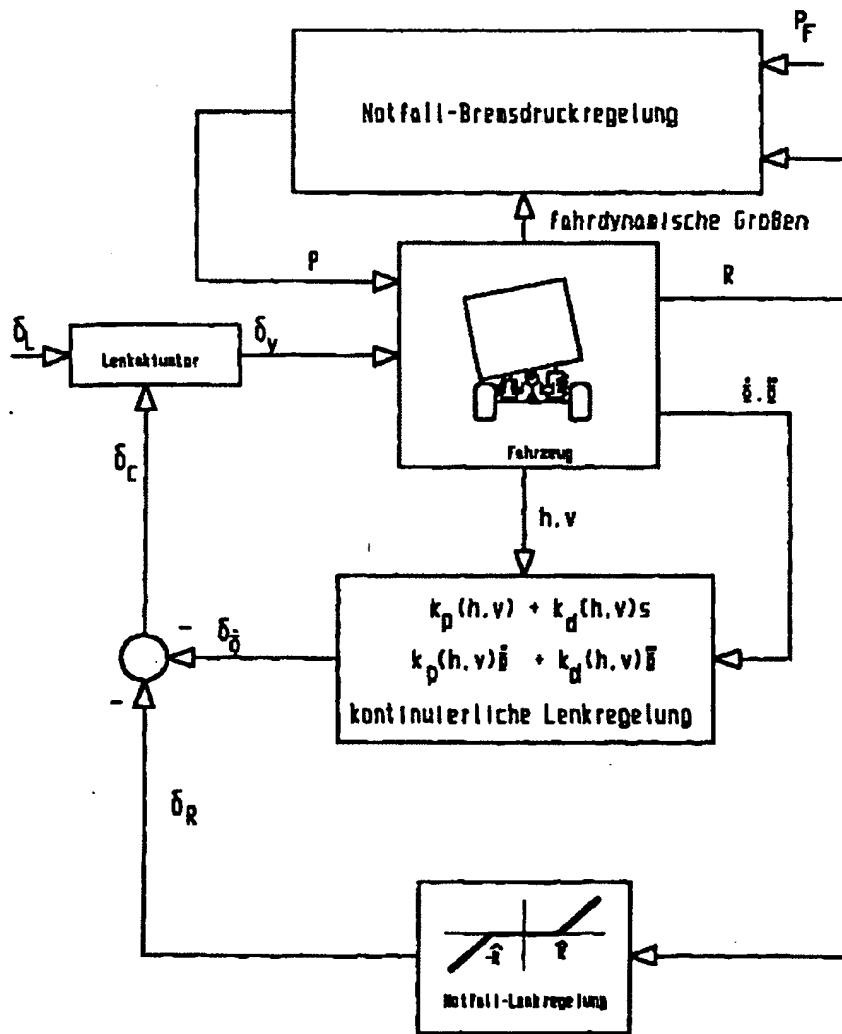 P_F
Notfall-Bremsdruckregelung
fahrdynamische Größen
P
R
δ_L
Lenkaktuator
δ_V
Fahrzeug
δ_C
h.v
k_p(h.v) + k_d(h.v)s
k_p(h.v) + k_d(h.v)
kontinuierliche Lenkregelung
-
-
δ_R
-R̂
R̂
Notfall-Lenkregelung